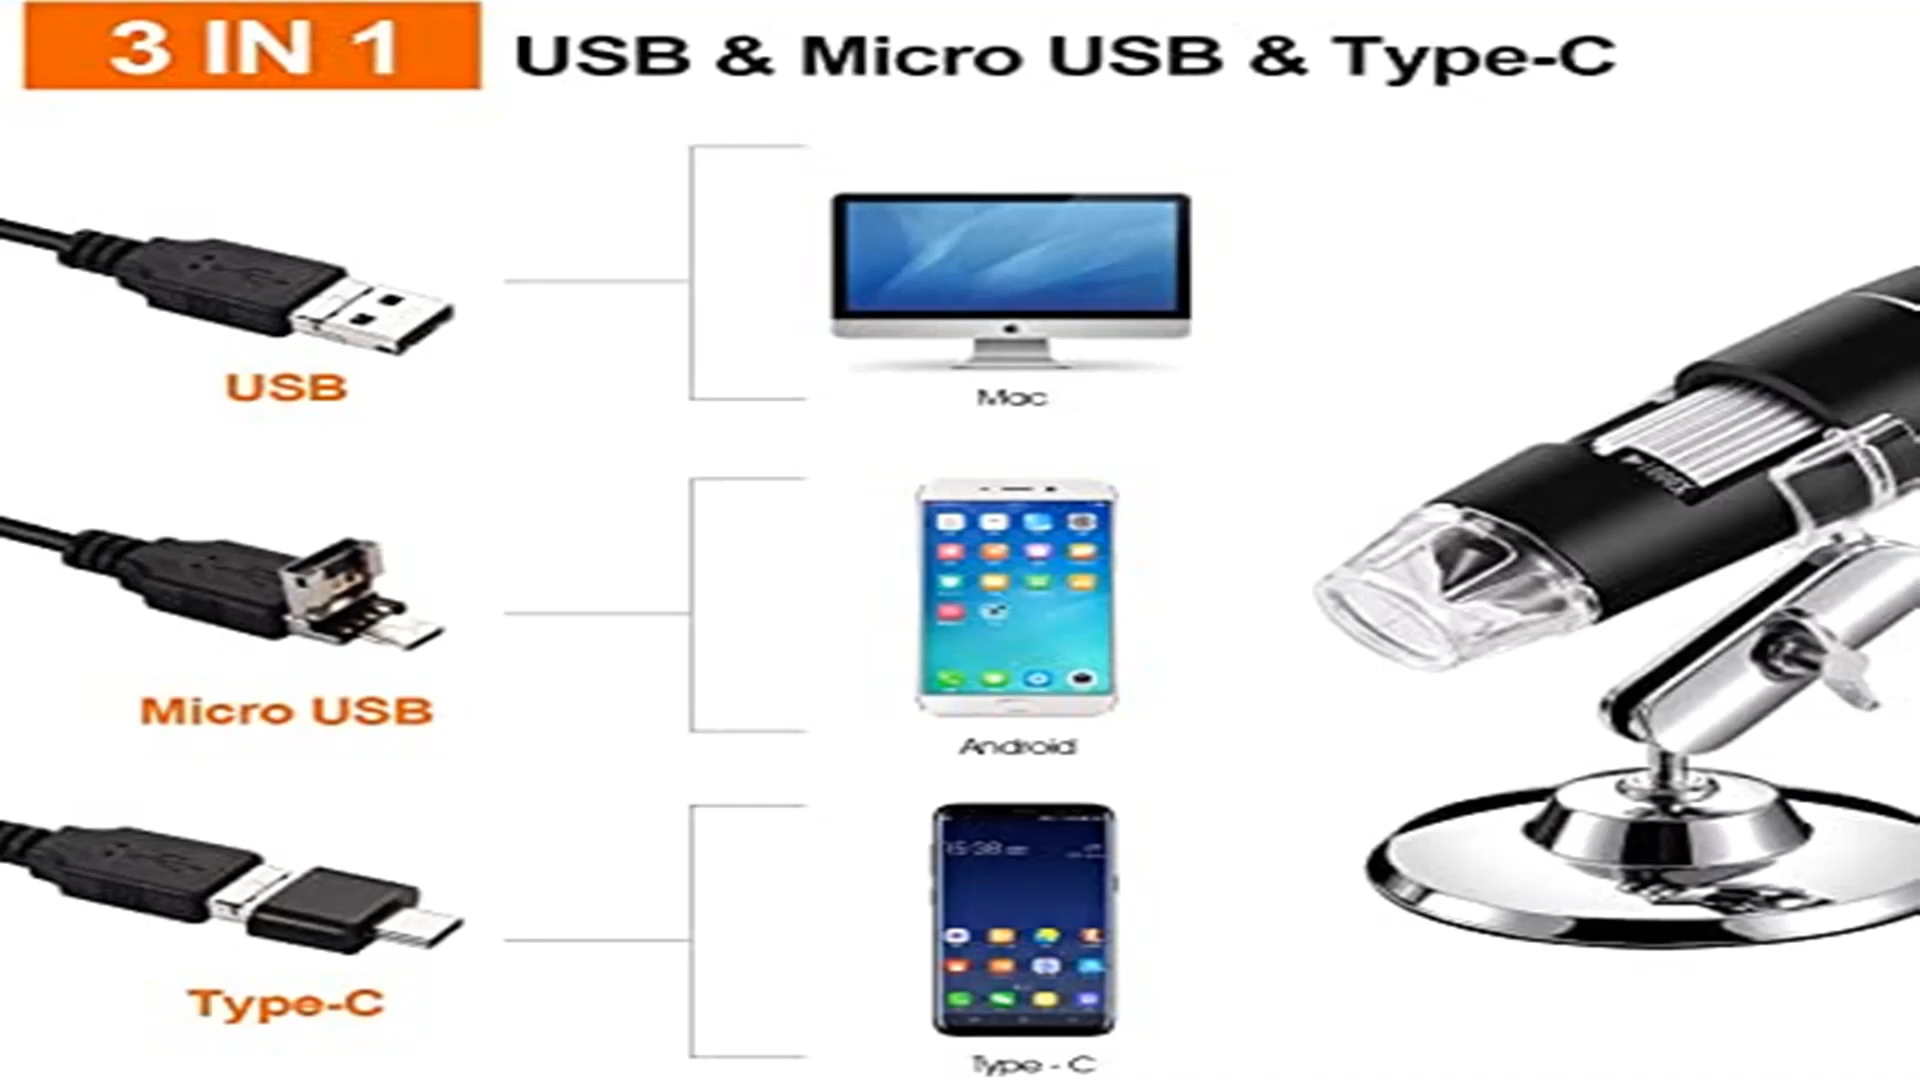 3 IN 1 USB & Micro USB & Type-C
USB
Mac
Micro USB
Android
Type-C
Type - C